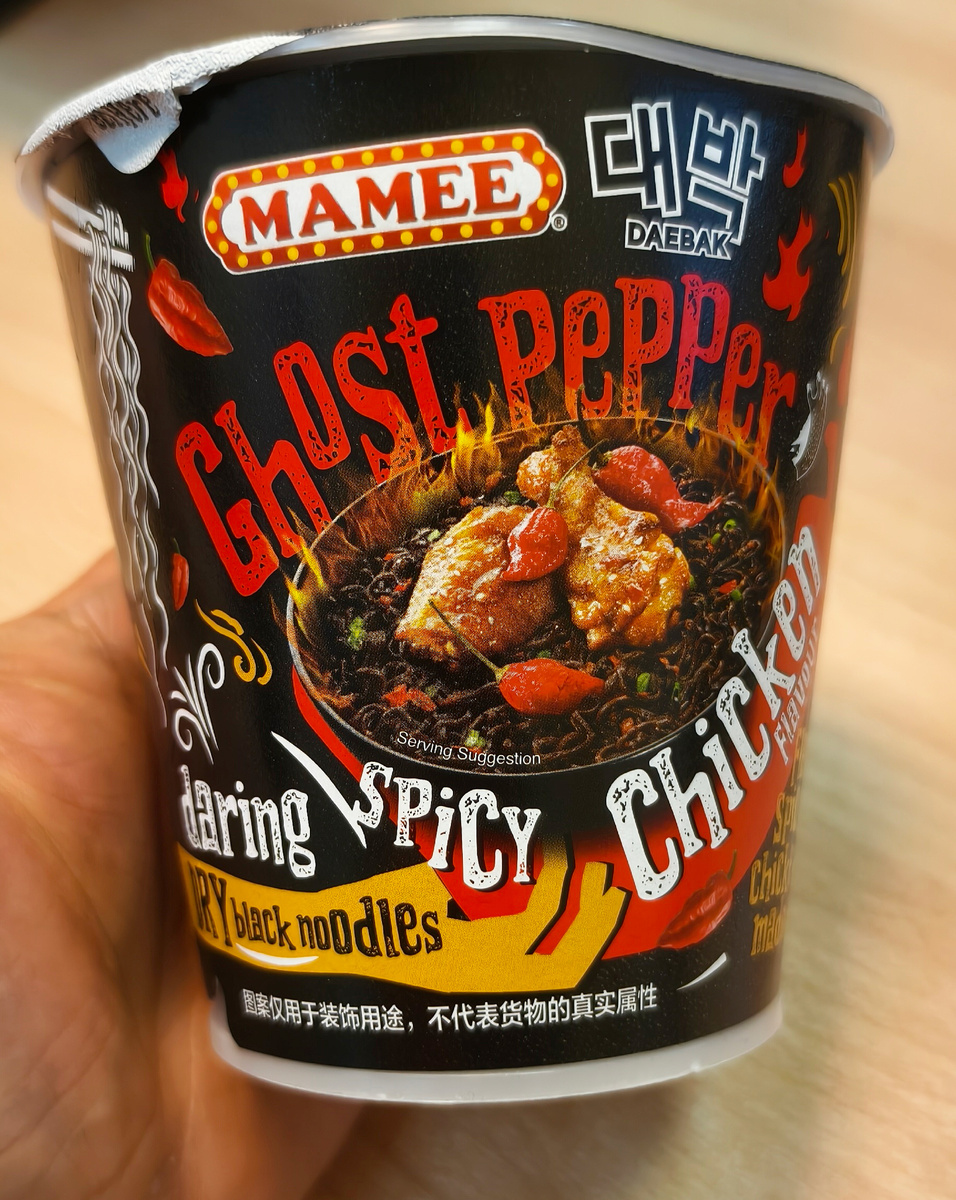 MAMEE®
대박
DAEBAK
Ghost Pepper
Serving Suggestion
daring SPiCY Chicken
Flavour
DRY black noodles
图案仅用于装饰用途，不代表货物的真实属性